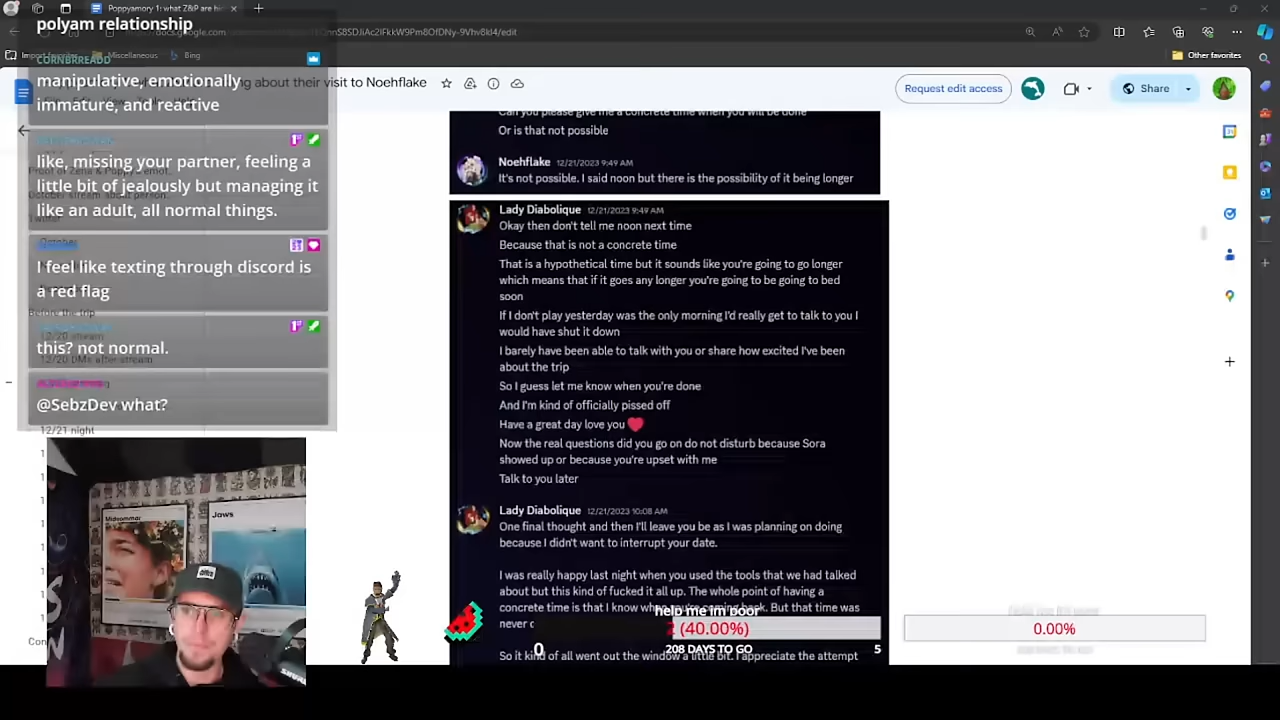 Poppyamory 1: what Z&P are hi
polyam relationship
Other favorites
CORNBRREADD
manipulative, emotionally
immature, and reactive
ng about their visit to Noehflake
Request edit access
Share
like, missing your partner, feeling a
little bit of jealously but managing it
like an adult, all normal things.
I feel like texting through discord is
a red flag
this? not normal.
12/20 DMs after stream
@SebzDev what?
12/21 night
Can you please give me a concrete time when you will be done
Or is that not possible
Noehflake 12/21/2023 9:49 AM
It's not possible. I said noon but there is the possibility of it being longer
Lady Diabolique 12/21/2023 9:49 AM
Okay then don't tell me noon next time
Because that is not a concrete time
That is a hypothetical time but it sounds like you're going to go longer
which means that if it goes any longer you're going to be going to bed
soon
If I don't play yesterday was the only morning I'd really get to talk to you I
would have shut it down
I barely have been able to talk with you or share how excited I've been
about the trip
So I guess let me know when you're done
And I'm kind of officially pissed off
Have a great day love you
Now the real questions did you go on do not disturb because Sora
showed up or because you're upset with me
Talk to you later
Lady Diabolique 12/21/2023 10:08 AM
One final thought and then I'll leave you be as I was planning on doing
because I didn't want to interrupt your date.
I was really happy last night when you used the tools that we had talked
about but this kind of fucked it all up. The whole point of having a
concrete time is that I know when you're coming back. But that time was
never
So it kind of all went out the window a little bit. I appreciate the attempt
help me im poor
(40.00%)
0
208 DAYS TO GO
5
0.00%
Midsommar
Jaws